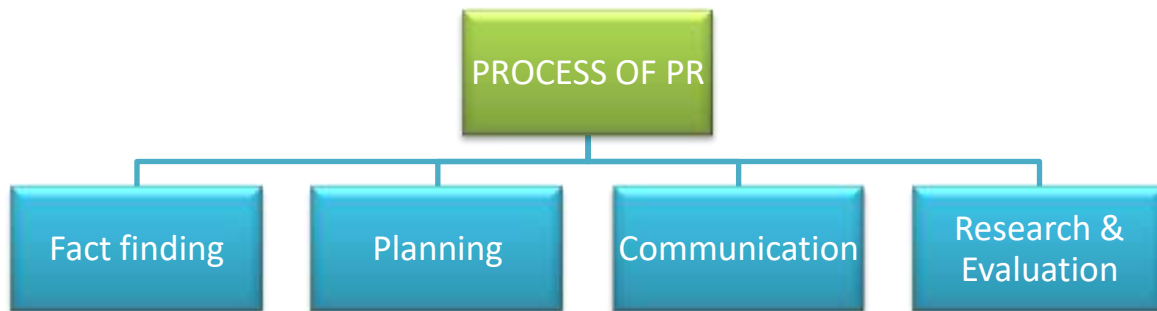 PROCESS OF PR
Fact finding
Planning
Communication
Research &
Evaluation